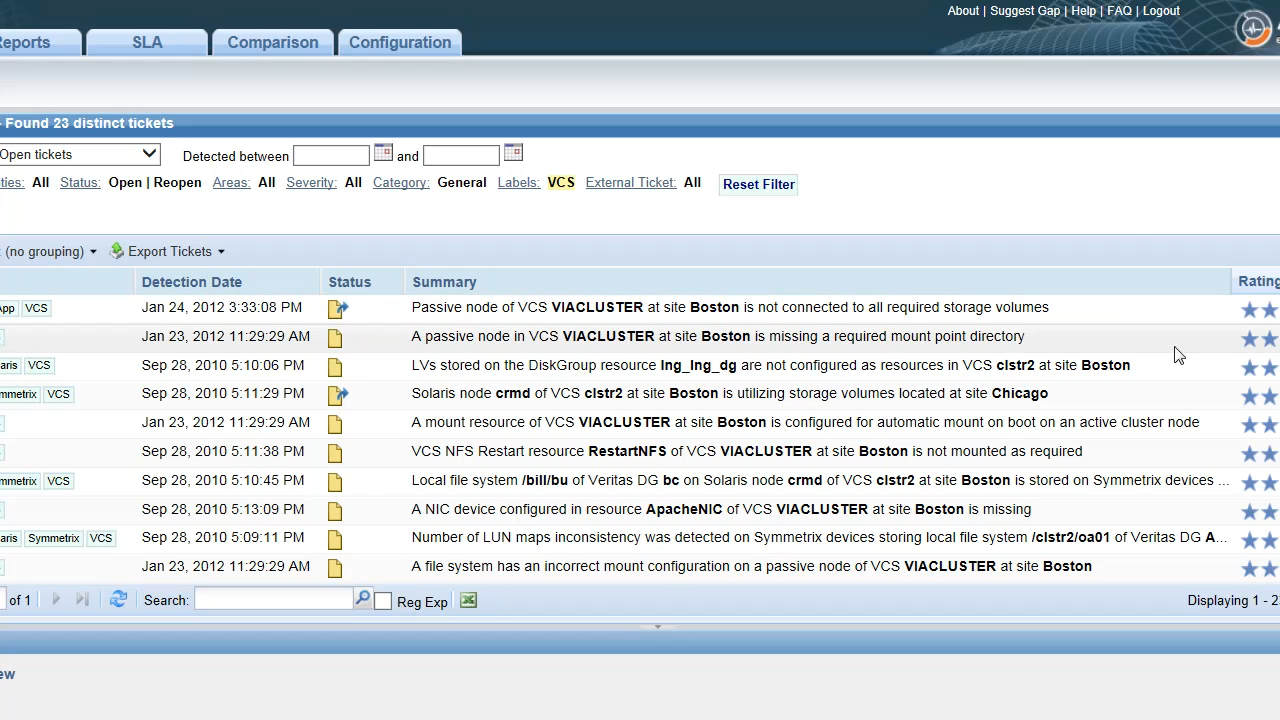 About | Suggest Gap | Help | FAQ | Logout
Reports SLA Comparison Configuration
- Found 23 distinct tickets
Open tickets Detected between and
ties: All Status: Open | Reopen Areas: All Severity: All Category: General Labels: VCS External Ticket: All Reset Filter
: (no grouping) Export Tickets
Detection Date Status Summary Rating
App VCS Jan 24, 2012 3:33:08 PM Passive node of VCS VIACLUSTER at site Boston is not connected to all required storage volumes
Jan 23, 2012 11:29:29 AM A passive node in VCS VIACLUSTER at site Boston is missing a required mount point directory
aris VCS Sep 28, 2010 5:10:06 PM LVs stored on the DiskGroup resource lng_lng_dg are not configured as resources in VCS clstr2 at site Boston
mmetrix VCS Sep 28, 2010 5:11:29 PM Solaris node crmd of VCS clstr2 at site Boston is utilizing storage volumes located at site Chicago
Jan 23, 2012 11:29:29 AM A mount resource of VCS VIACLUSTER at site Boston is configured for automatic mount on boot on an active cluster node
Sep 28, 2010 5:11:38 PM VCS NFS Restart resource RestartNFS of VCS VIACLUSTER at site Boston is not mounted as required
mmetrix VCS Sep 28, 2010 5:10:45 PM Local file system /bill/bu of Veritas DG bc on Solaris node crmd of VCS clstr2 at site Boston is stored on Symmetrix devices ...
Sep 28, 2010 5:13:09 PM A NIC device configured in resource ApacheNIC of VCS VIACLUSTER at site Boston is missing
aris Symmetrix VCS Sep 28, 2010 5:09:11 PM Number of LUN maps inconsistency was detected on Symmetrix devices storing local file system /clstr2/oa01 of Veritas DG A...
Jan 23, 2012 11:29:29 AM A file system has an incorrect mount configuration on a passive node of VCS VIACLUSTER at site Boston
of 1 Search: Reg Exp Displaying 1 - 2
ew